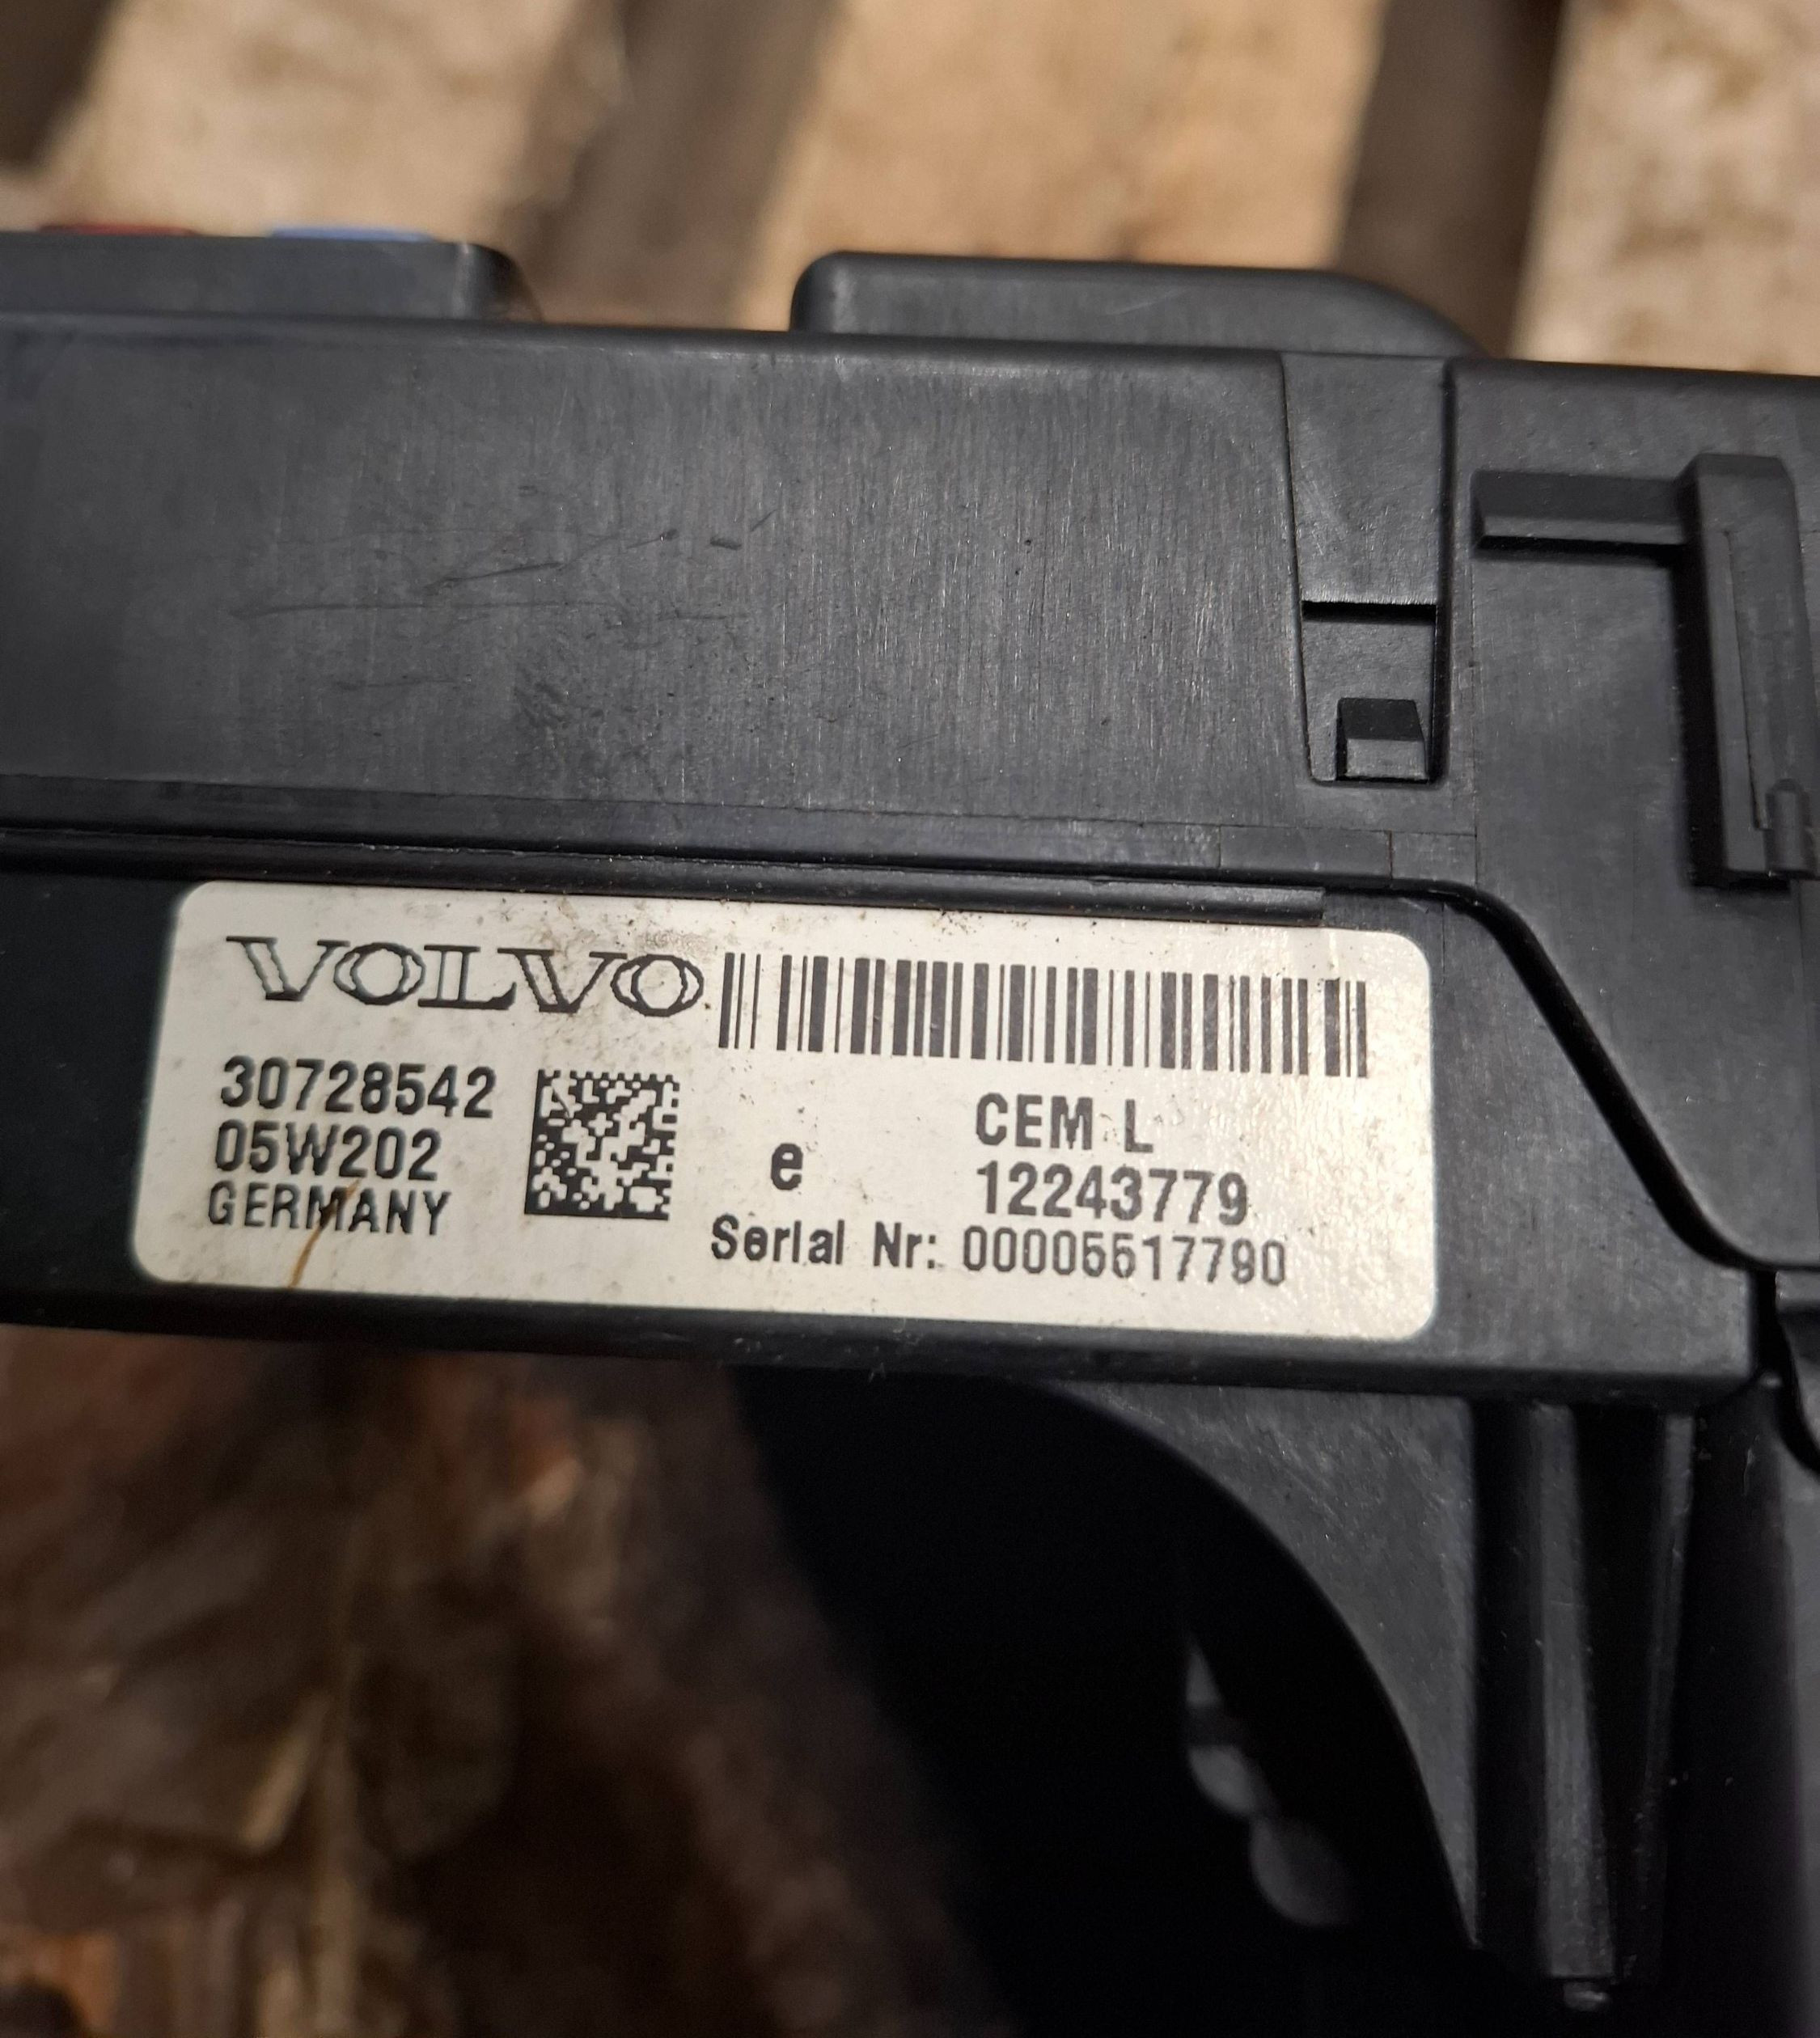 VOLVO
30728542
05W202
GERMANY
e
CEM L
12243779
Serial Nr: 00005517790